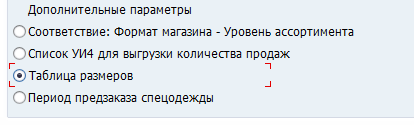 Дополнительные параметры
Соответствие: Формат магазина - Уровень ассортимента
Список УИ4 для выгрузки количества продаж
Таблица размеров
Период предзаказа спецодежды